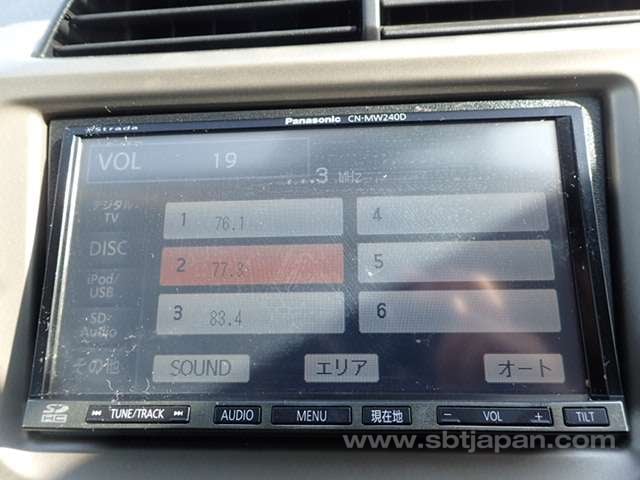 Strada Panasonic CN-MW240D
VOL 19
.3 MHz
デジタル
TV
DISC
iPod/
USB
SD-
Audio
その他
1 76.1
2 77.3
3 83.4
4
5
6
SOUND エリア オート
SD HC TUNE/TRACK AUDIO MENU 現在地 - VOL + TILT
www.sbtjapan.com